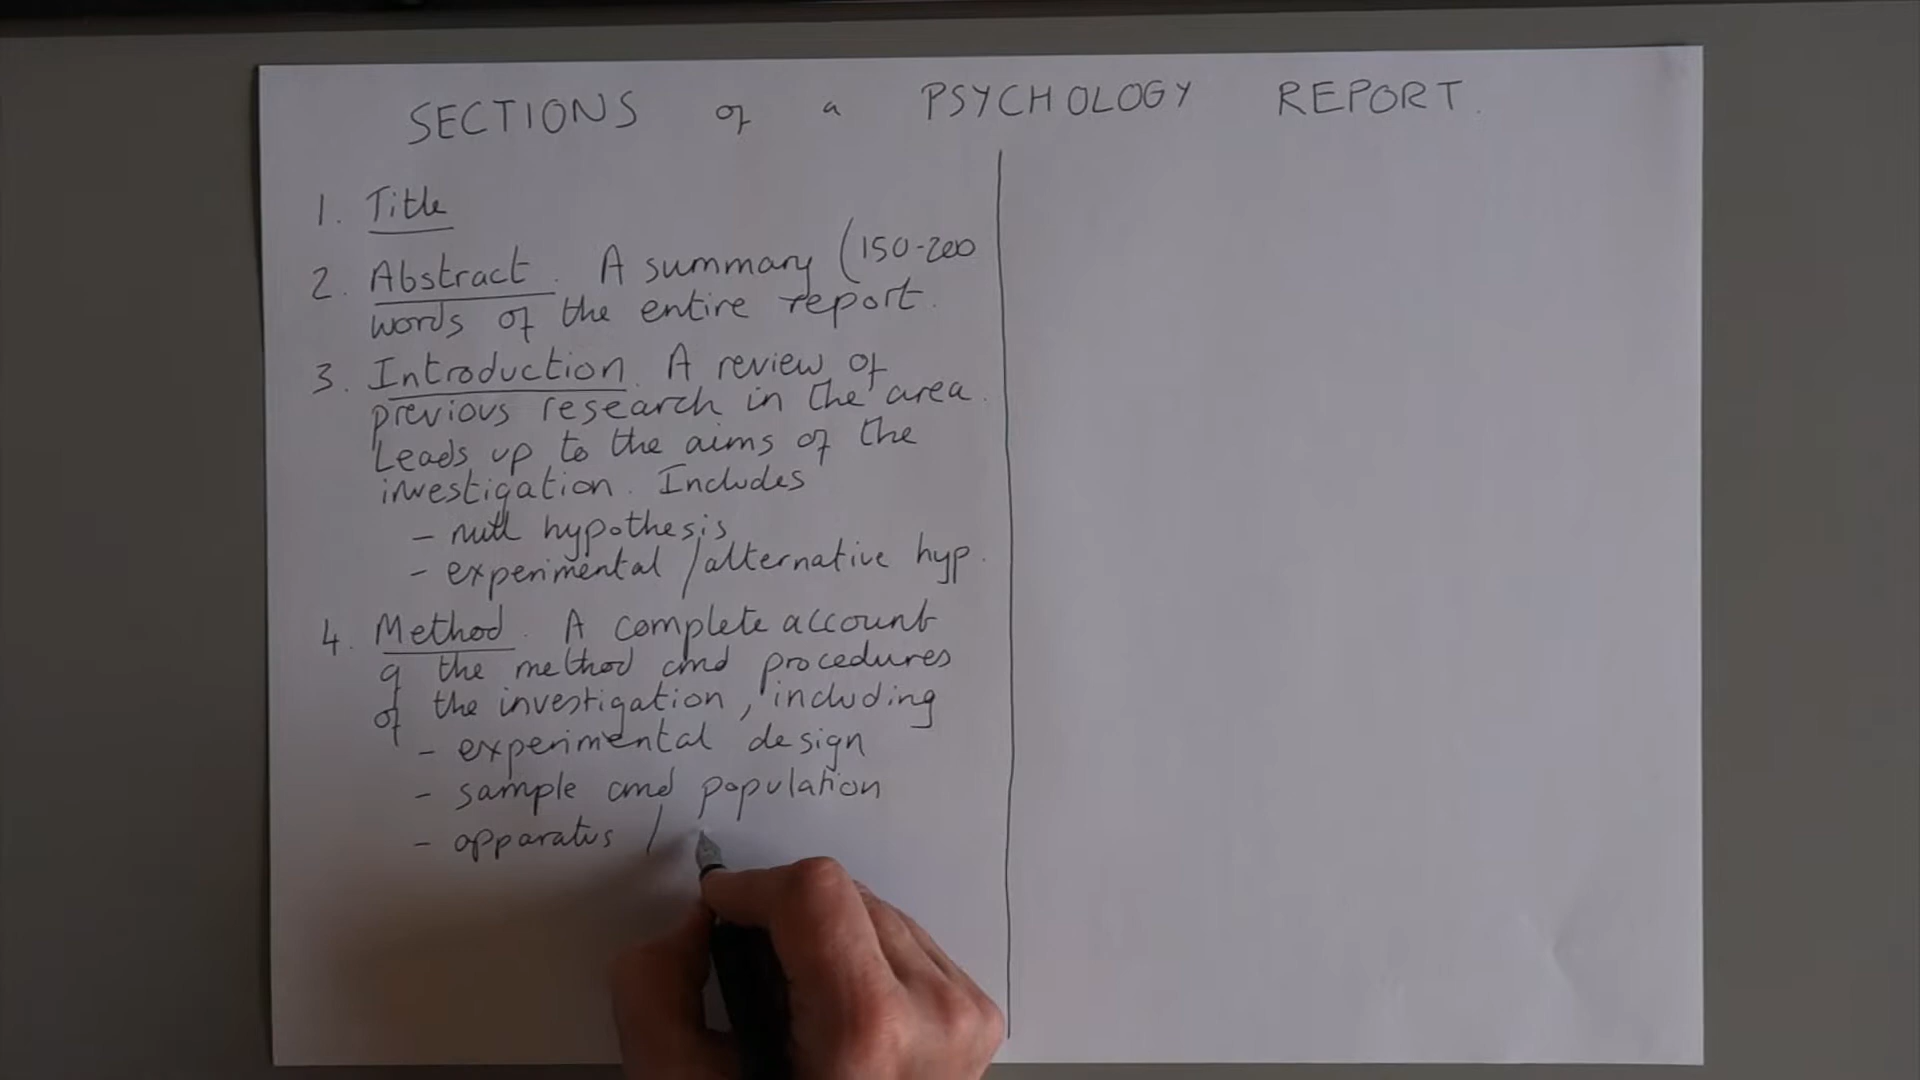 SECTIONS of a PSYCHOLOGY REPORT.
1. Title
2. Abstract. A summary (150-200
words of the entire report.
3. Introduction. A review of
previous research in the area.
Leads up to the aims of the
investigation. Includes
- null hypothesis
- experimental / alternative hyp.
4. Method. A complete account
of the method and procedures
of the investigation, including
- experimental design
- sample and population
- apparatus /